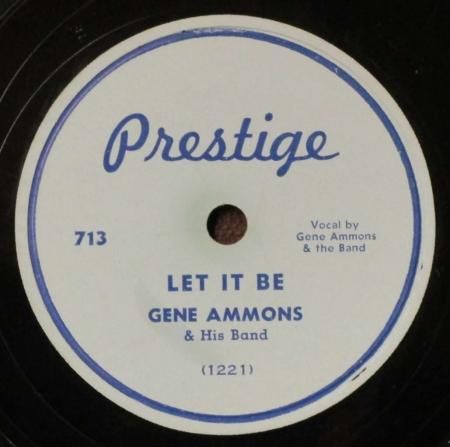 Prestige
713
Vocal by
Gene Ammons
& the Band
LET IT BE
GENE AMMONS
& His Band
(1221)